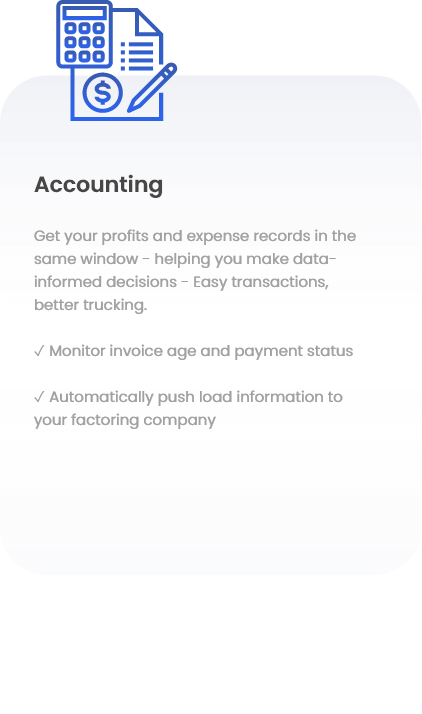 $
Accounting
Get your profits and expense records in the
same window - helping you make data-
informed decisions - Easy transactions,
better trucking.
✓ Monitor invoice age and payment status
✓ Automatically push load information to
your factoring company